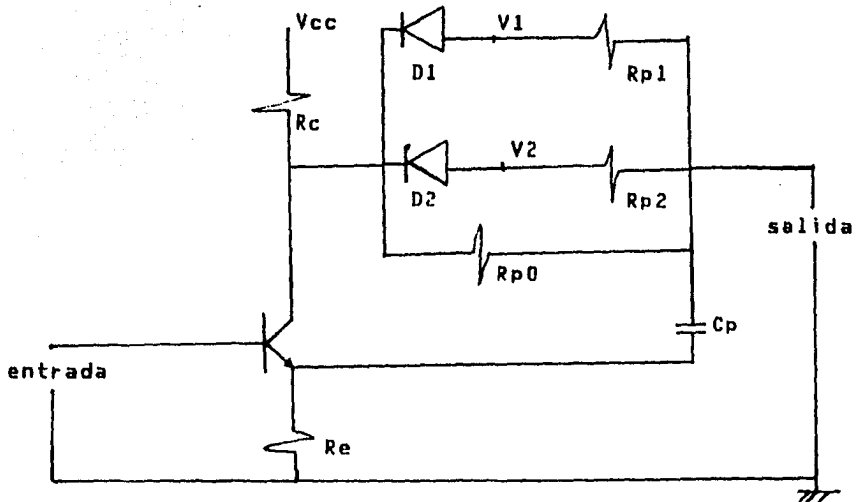 Vcc
V1
D1
Rp1
Rc
V2
D2
Rp2
salida
Rp0
Cp
entrada
Re